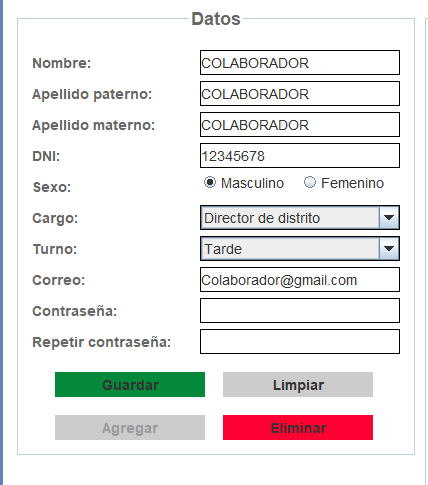 Datos
Nombre: COLABORADOR
Apellido paterno: COLABORADOR
Apellido materno: COLABORADOR
DNI: 12345678
Sexo: Masculino Femenino
Cargo: Director de distrito
Turno: Tarde
Correo: Colaborador@gmail.com
Contraseña:
Repetir contraseña:
Guardar Limpiar
Agregar Eliminar